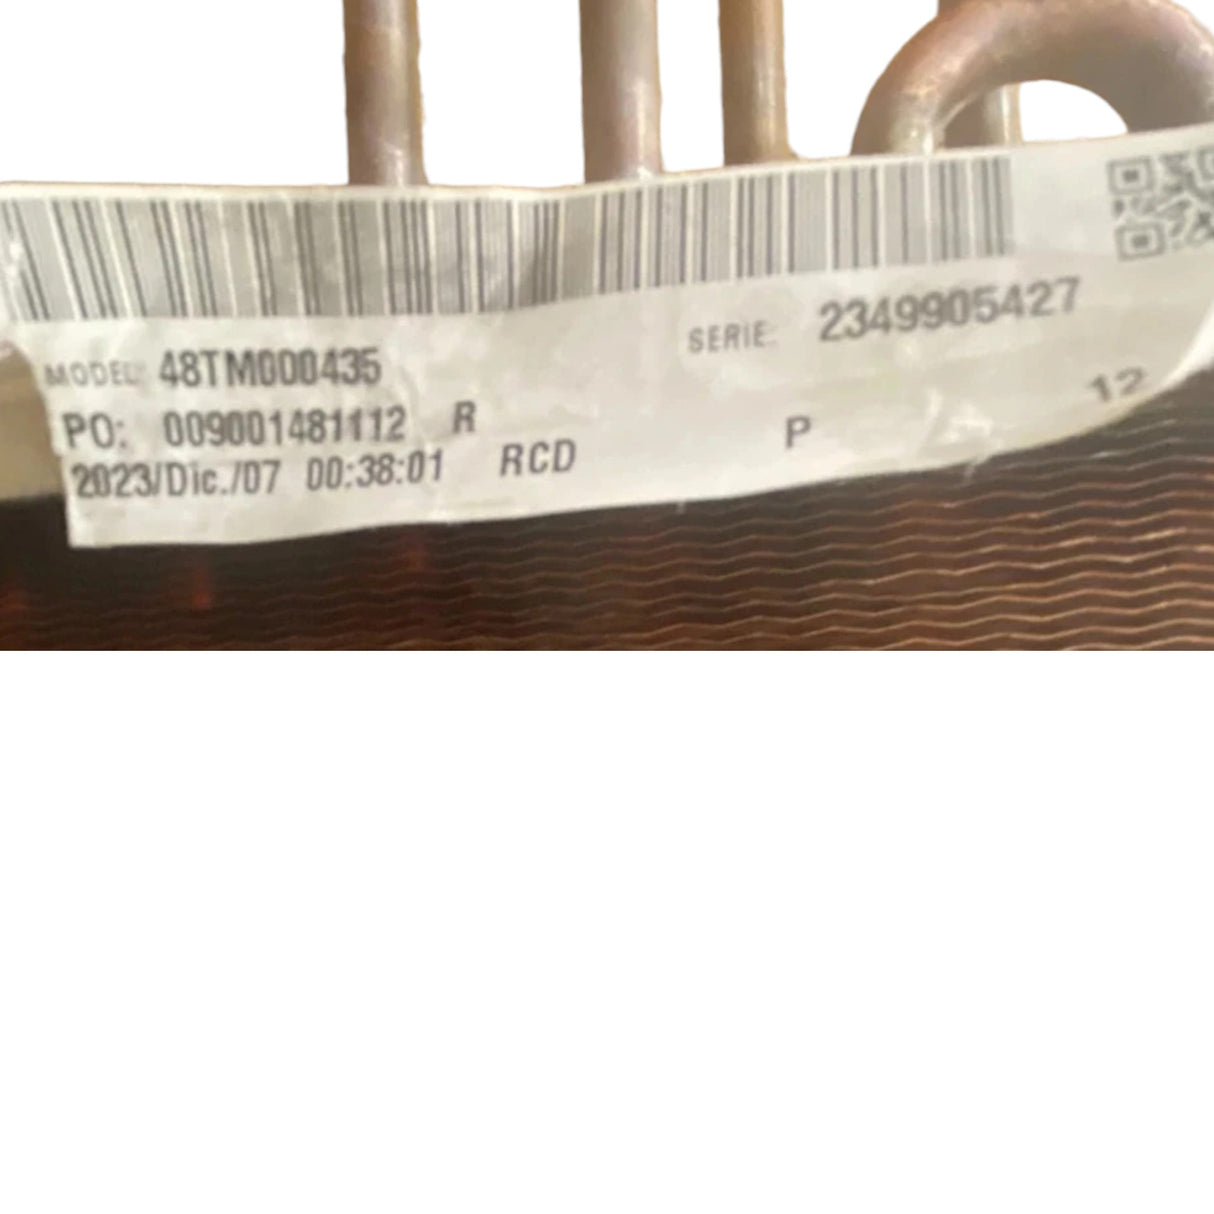 MODEL: 48TM000435
SERIE: 2349905427
PO: 009001481112 R
P
12
2023/Dic./07 00:38:01 RCD